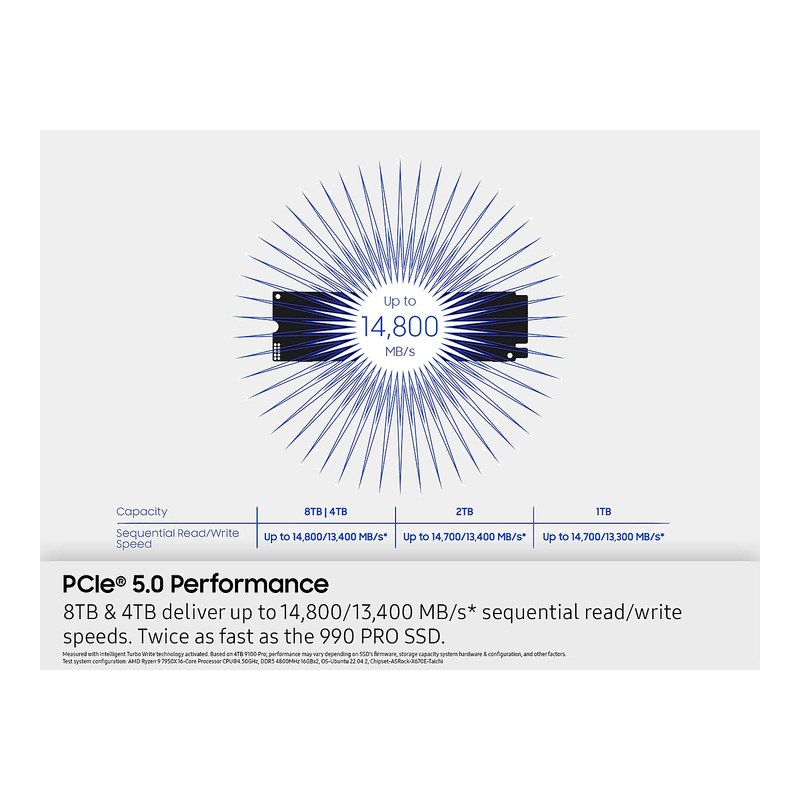 Up to
14,800
MB/s
Capacity 8TB | 4TB 2TB 1TB
Sequential Read/Write Speed Up to 14,800/13,400 MB/s* Up to 14,700/13,400 MB/s* Up to 14,700/13,300 MB/s*
PCIe® 5.0 Performance
8TB & 4TB deliver up to 14,800/13,400 MB/s* sequential read/write
speeds. Twice as fast as the 990 PRO SSD.
Measured with Intelligent Turbo Write technology activated. Based on 4TB 9100 Pro; performance may vary depending on SSD's firmware, storage capacity system hardware & configuration, and other factors.
Test system configuration: AMD Ryzen 9 7950X 16-Core Processor CPU@4.50GHz, DDR5 4800MHz 16GBx2, OS-Ubuntu 22.04.2, Chipset-ASRock-X670E-Taichi